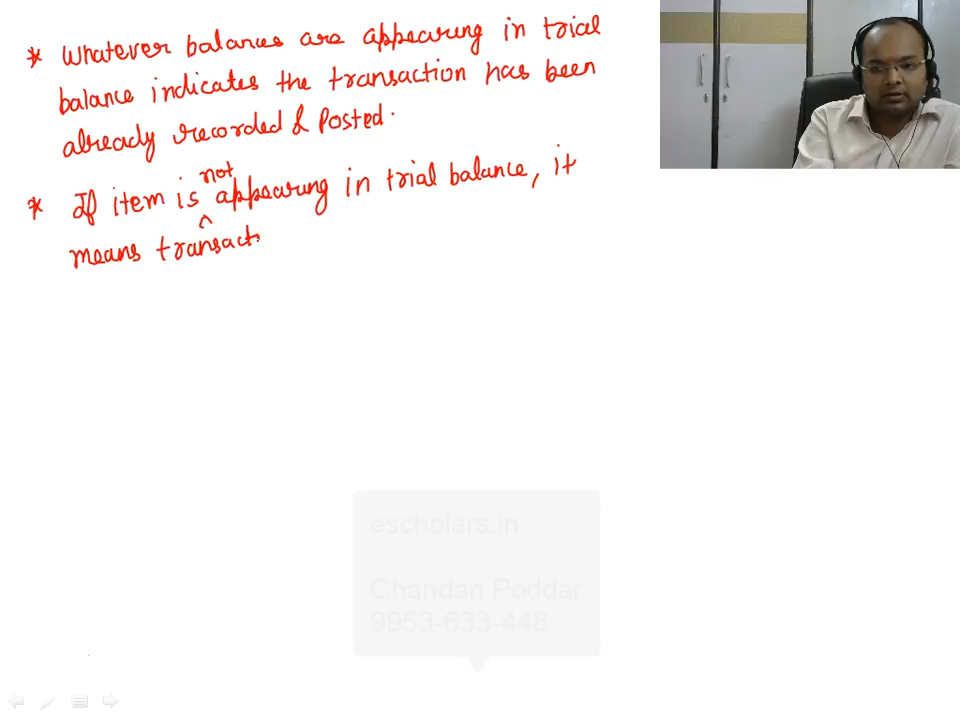 * Whatever balances are appearing in trial
balance indicates the transaction has been
already recorded & Posted.
* If item is not appearing in trial balance, it
means transact
escholars.in
Chandan Poddar
9953-633-448